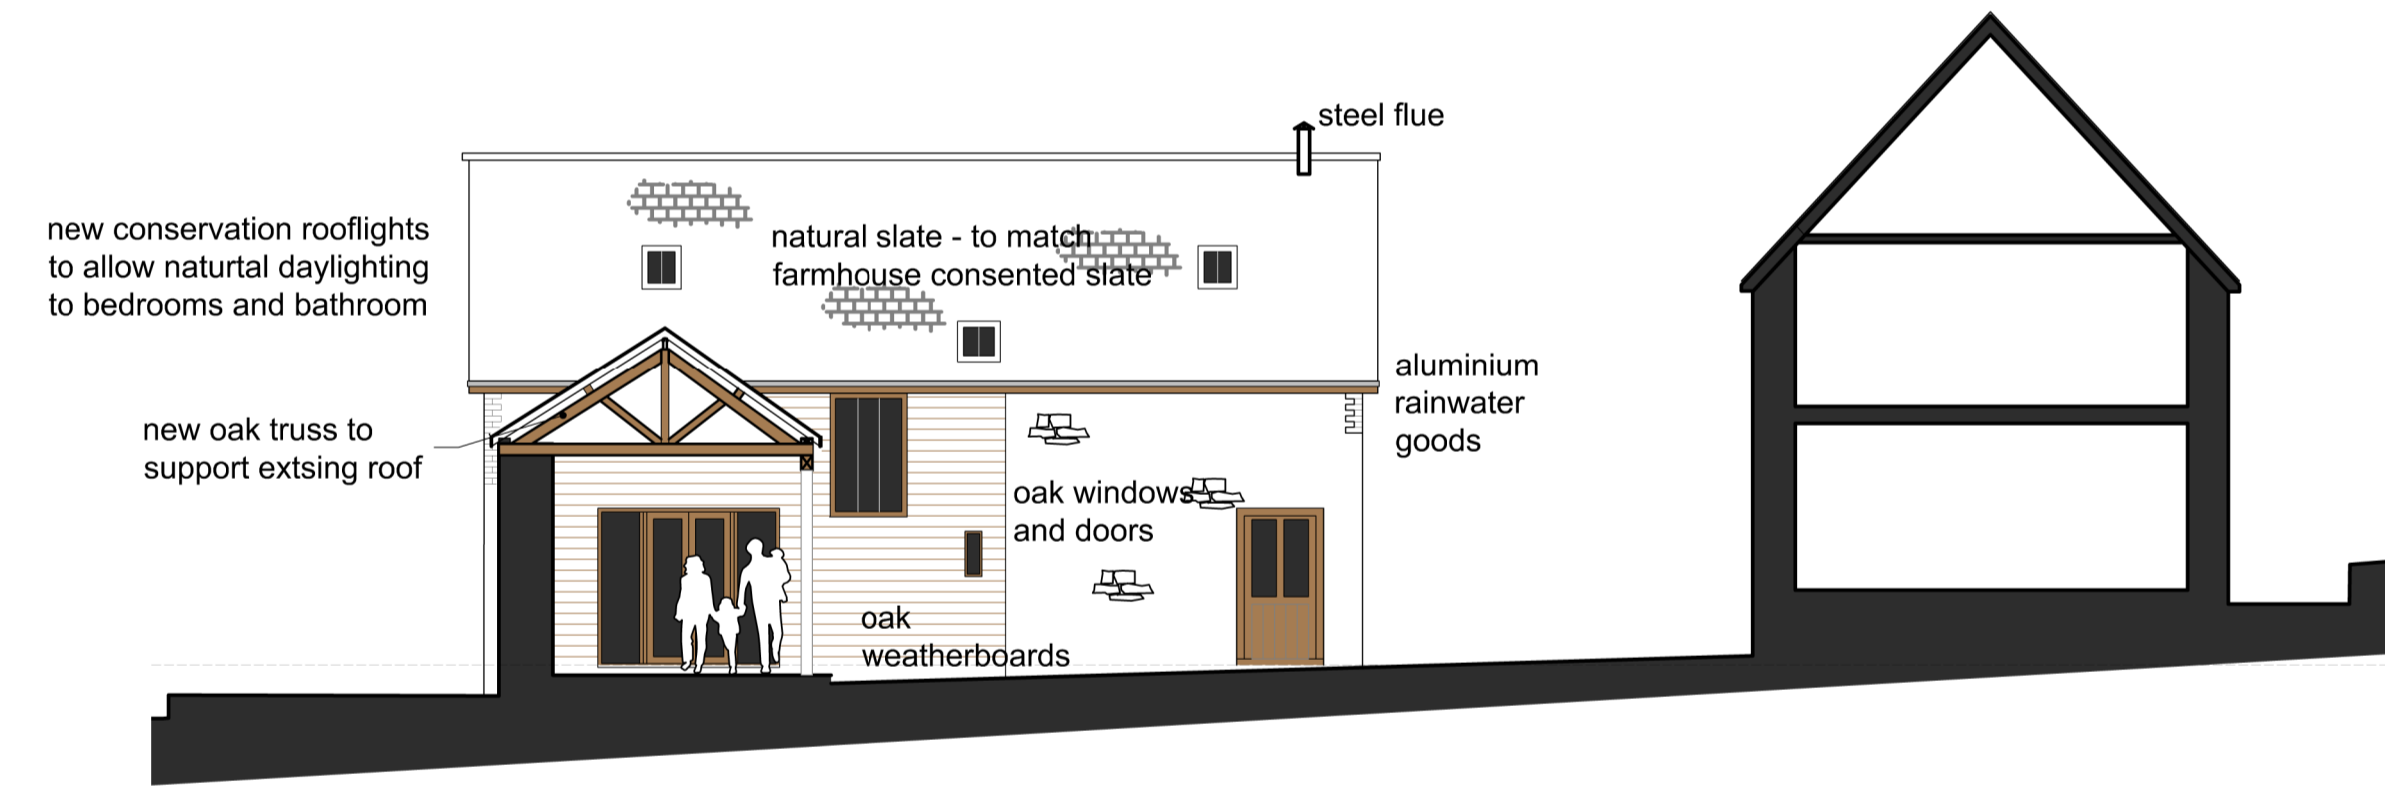 steel flue
new conservation rooflights
to allow naturtal daylighting
to bedrooms and bathroom
natural slate - to match
farmhouse consented slate
aluminium
rainwater
goods
new oak truss to
support extsing roof
oak windows
and doors
oak
weatherboards